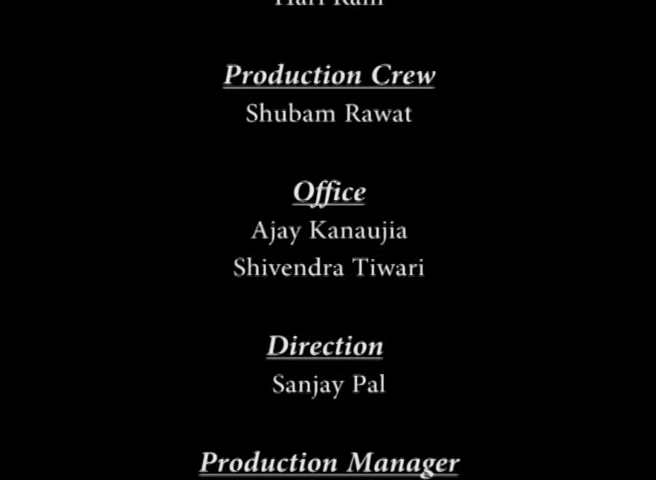 Production Crew
Shubam Rawat
Office
Ajay Kanaujia
Shivendra Tiwari
Direction
Sanjay Pal
Production Manager